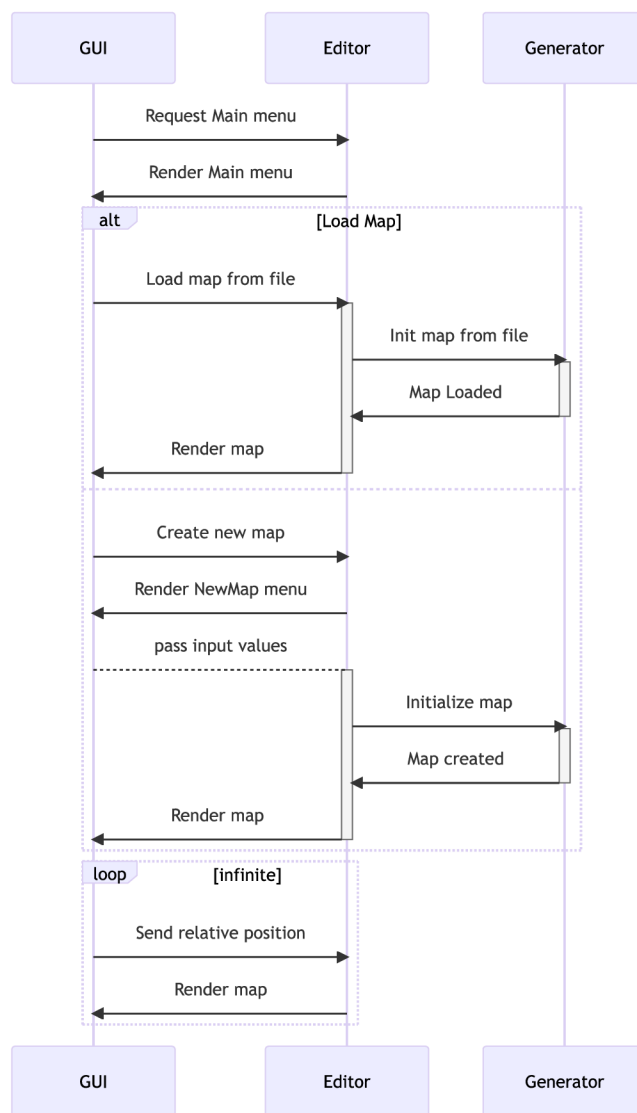 GUI
Editor
Generator
Request Main menu
Render Main menu
alt
[Load Map]
Load map from file
Init map from file
Map Loaded
Render map
Create new map
Render NewMap menu
pass input values
Initialize map
Map created
Render map
loop
[infinite]
Send relative position
Render map
GUI
Editor
Generator